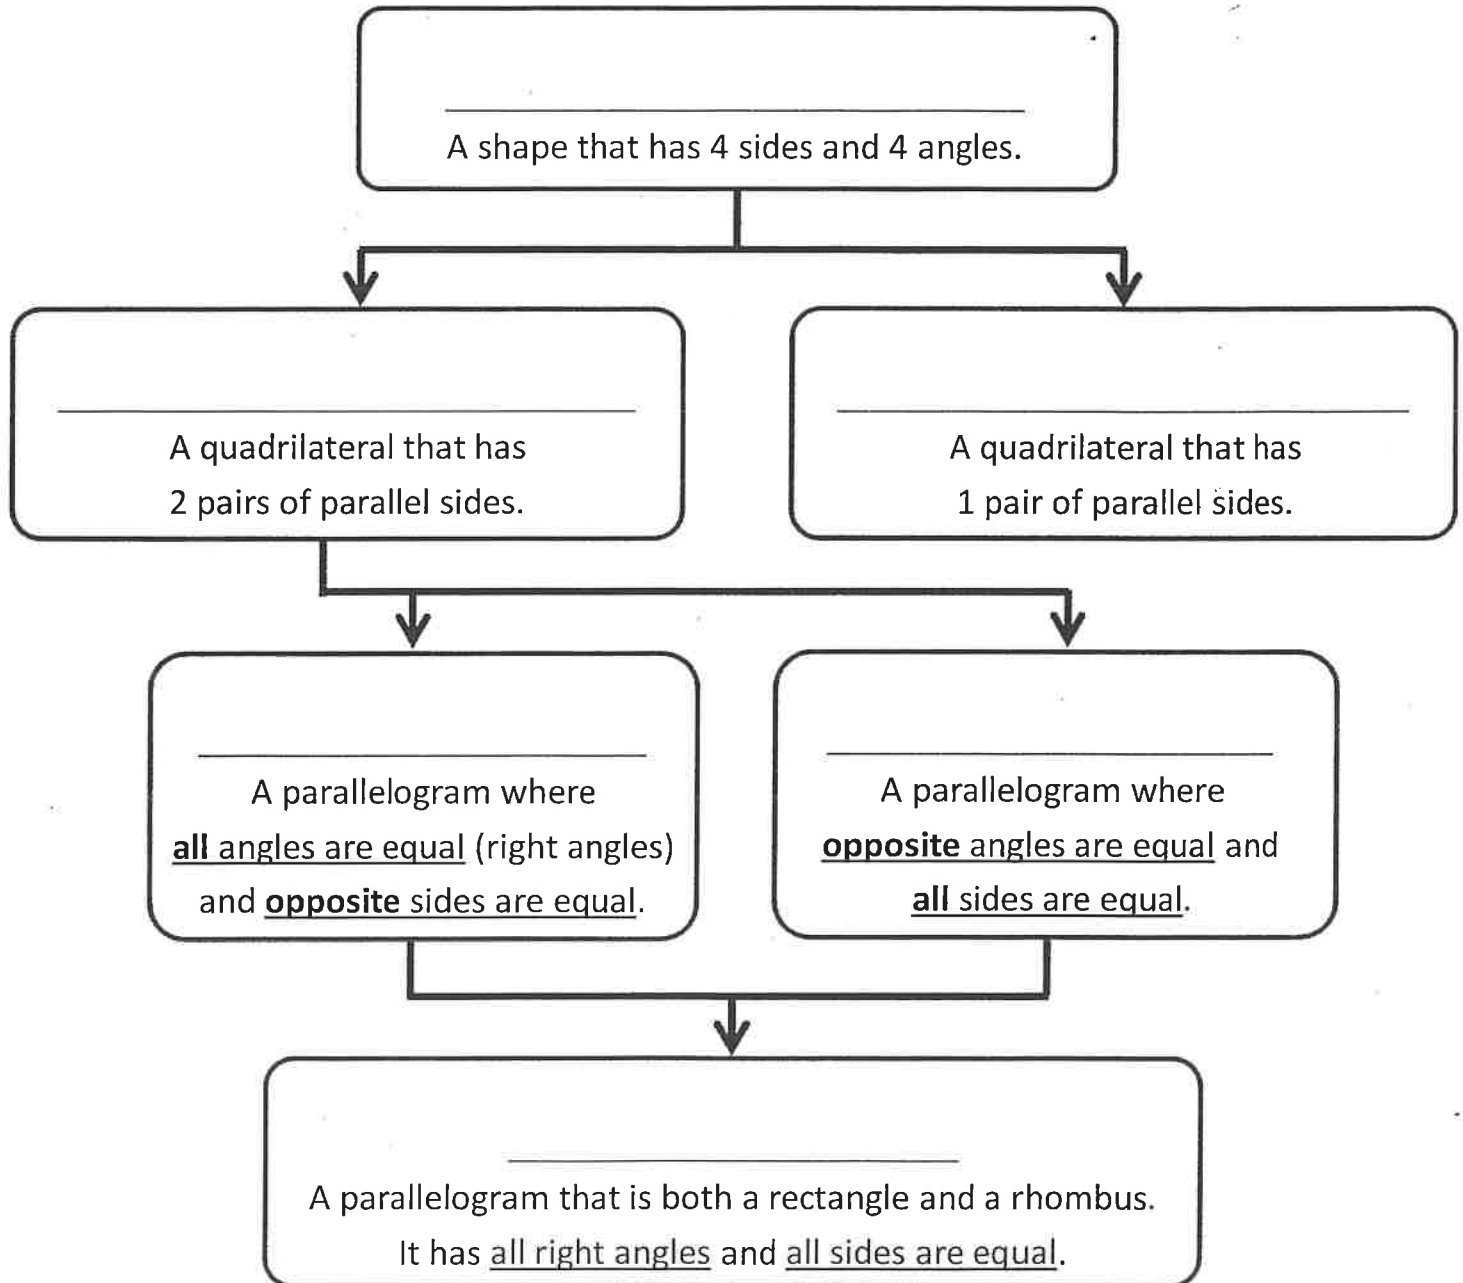 A shape that has 4 sides and 4 angles.
A quadrilateral that has
2 pairs of parallel sides.
A quadrilateral that has
1 pair of parallel sides.
A parallelogram where
all angles are equal (right angles)
and opposite sides are equal.
A parallelogram where
opposite angles are equal and
all sides are equal.
A parallelogram that is both a rectangle and a rhombus.
It has all right angles and all sides are equal.